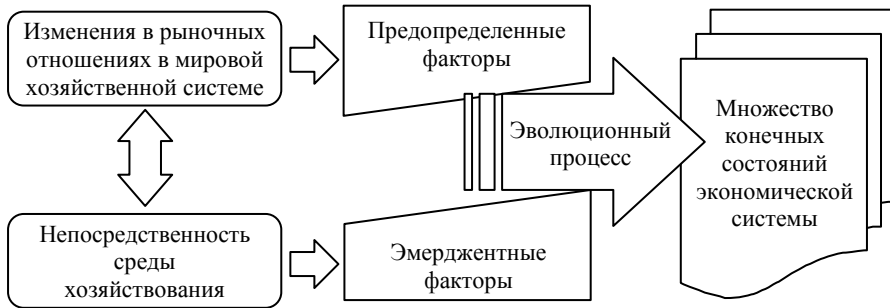 Изменения в рыночных
отношениях в мировой
хозяйственной системе
Предопределенные
факторы
Эволюционный
процесс
Множество
конечных
состояний
экономической
системы
Непосредственность
среды
хозяйствования
Эмерджентные
факторы